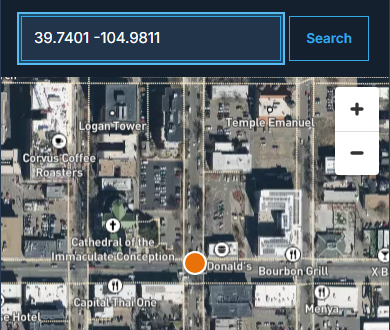 39.7401 -104.9811
Search
Logan Tower
Temple Emanuel
Corvus Coffee
Roasters
Cathedral of the
Immaculate Conception
Donald's
Bourbon Grill
X B
Capital Thai One
Menya
se Hotel